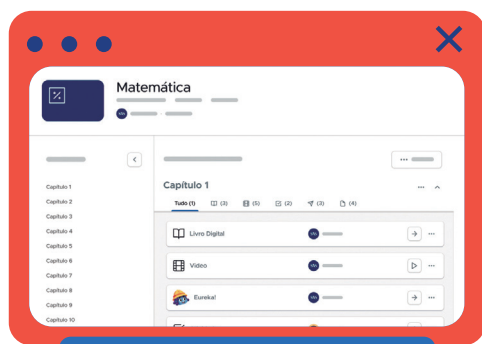 Matemática
Capítulo 1
Capítulo 2
Capítulo 3
Capítulo 4
Capítulo 5
Capítulo 6
Capítulo 7
Capítulo 8
Capítulo 9
Capítulo 10
Capítulo 1
Tudo (1) (3) (5) (2) (3) (4)
Livro Digital
Vídeo
Eureka!